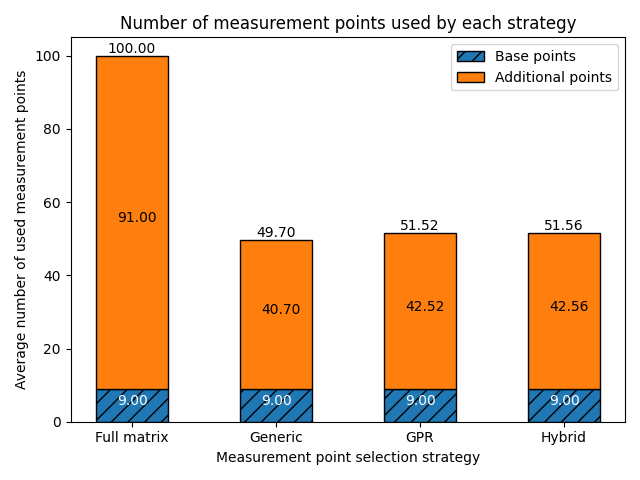 Number of measurement points used by each strategy
Average number of used measurement points
100
80
60
40
20
0
Base points
Additional points
100.00
49.70
51.52
51.56
91.00
40.70
42.52
42.56
9.00
9.00
9.00
9.00
Full matrix
Generic
GPR
Hybrid
Measurement point selection strategy